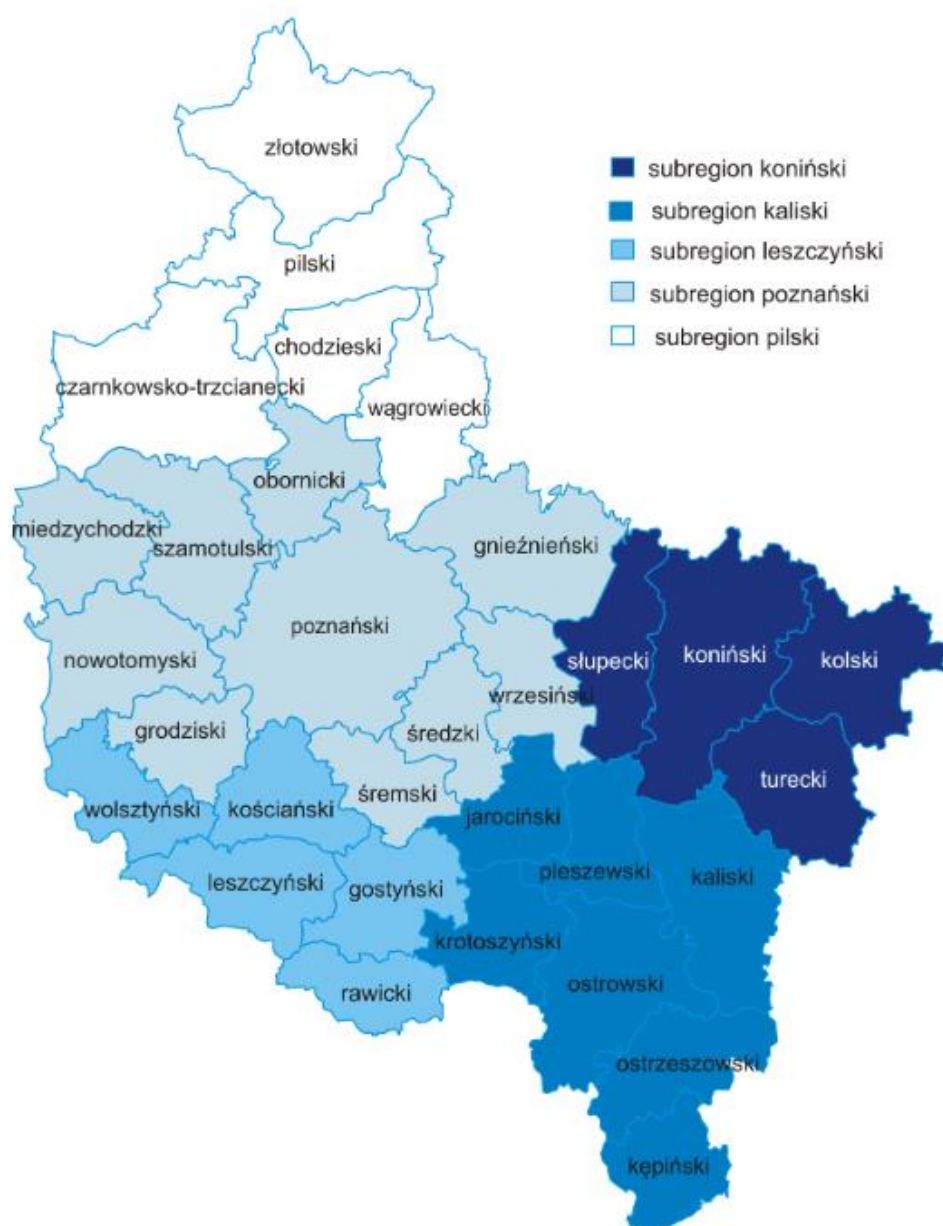 złotowski
subregion koniński
subregion kaliski
subregion leszczyński
subregion poznański
subregion pilski
pilski
chodzieski
czarnkowsko-trzcianecki
wągrowiecki
obornicki
miedzychodzki
szamotulski
gnieźnieński
poznański
nowotomyski
słupecki
koniński
kolski
wrzesiński
grodziski
średzki
śremski
turecki
wolsztyński
kościański
jarociński
pleszewski
kaliski
leszczyński
gostyński
krotoszyński
ostrowski
rawicki
ostrzeszowski
kępiński